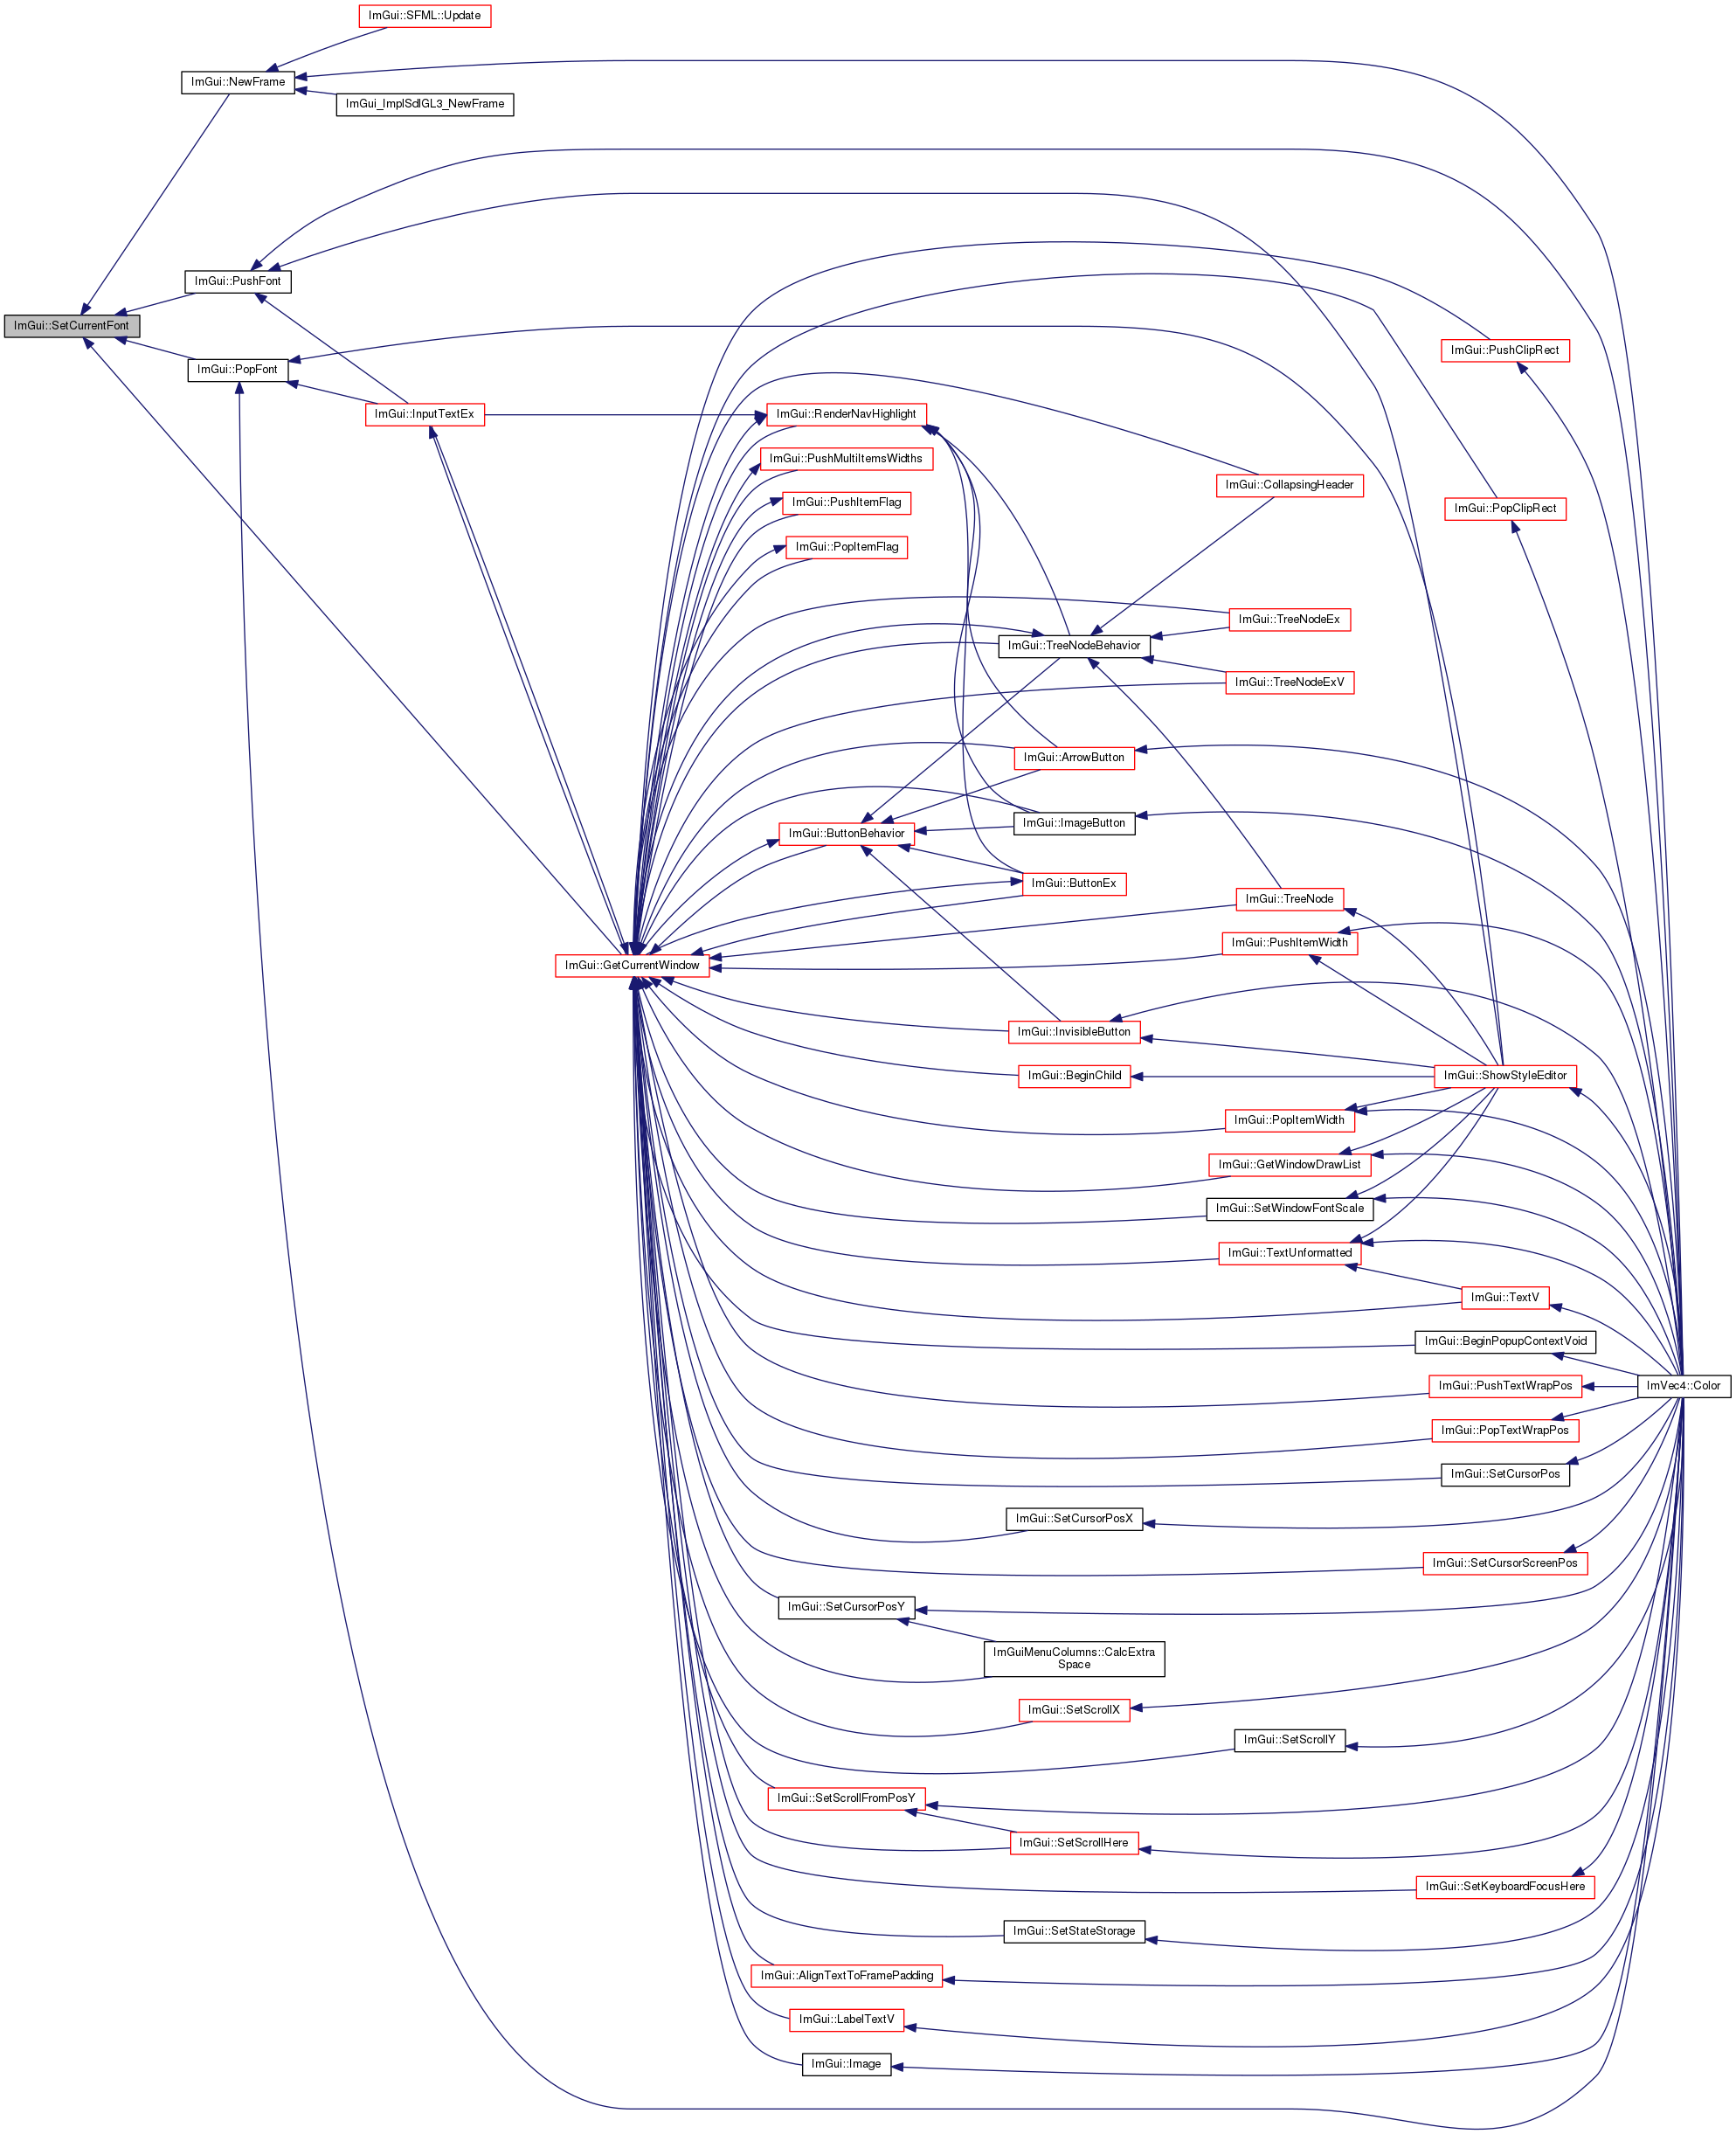 ImGui::SFML::Update
ImGui::NewFrame
ImGui_ImplSdlGL3_NewFrame
ImGui::PushFont
ImGui::SetCurrentFont
ImGui::PushClipRect
ImGui::PopFont
ImGui::InputTextEx
ImGui::RenderNavHighlight
ImGui::PushMultiItemsWidths
ImGui::CollapsingHeader
ImGui::PushItemFlag
ImGui::PopClipRect
ImGui::PopItemFlag
ImGui::TreeNodeEx
ImGui::TreeNodeBehavior
ImGui::TreeNodeExV
ImGui::ArrowButton
ImGui::ImageButton
ImGui::ButtonBehavior
ImGui::ButtonEx
ImGui::TreeNode
ImGui::PushItemWidth
ImGui::GetCurrentWindow
ImGui::InvisibleButton
ImGui::BeginChild
ImGui::ShowStyleEditor
ImGui::PopItemWidth
ImGui::GetWindowDrawList
ImGui::SetWindowFontScale
ImGui::TextUnformatted
ImGui::TextV
ImGui::BeginPopupContextVoid
ImGui::PushTextWrapPos
ImVec4::Color
ImGui::PopTextWrapPos
ImGui::SetCursorPos
ImGui::SetCursorPosX
ImGui::SetCursorScreenPos
ImGui::SetCursorPosY
ImGuiMenuColumns::CalcExtra
Space
ImGui::SetScrollX
ImGui::SetScrollY
ImGui::SetScrollFromPosY
ImGui::SetScrollHere
ImGui::SetKeyboardFocusHere
ImGui::SetStateStorage
ImGui::AlignTextToFramePadding
ImGui::LabelTextV
ImGui::Image